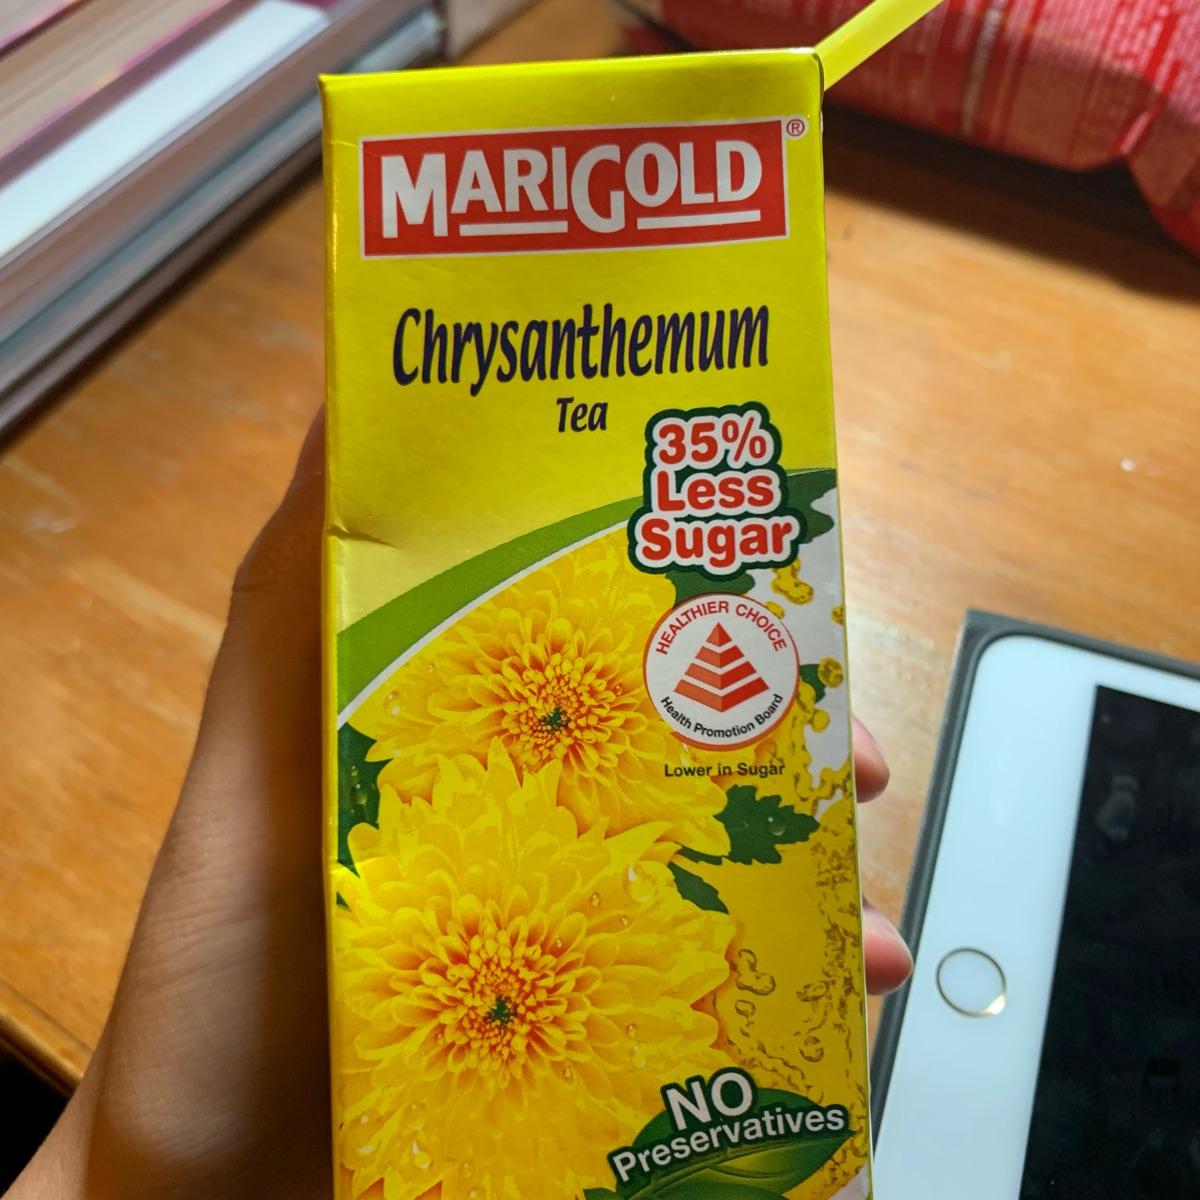 MARIGOLD®
Chrysanthemum
Tea
35%
Less
Sugar
HEALTHIER CHOICE
Health Promotion Board
Lower in Sugar
NO
Preservatives